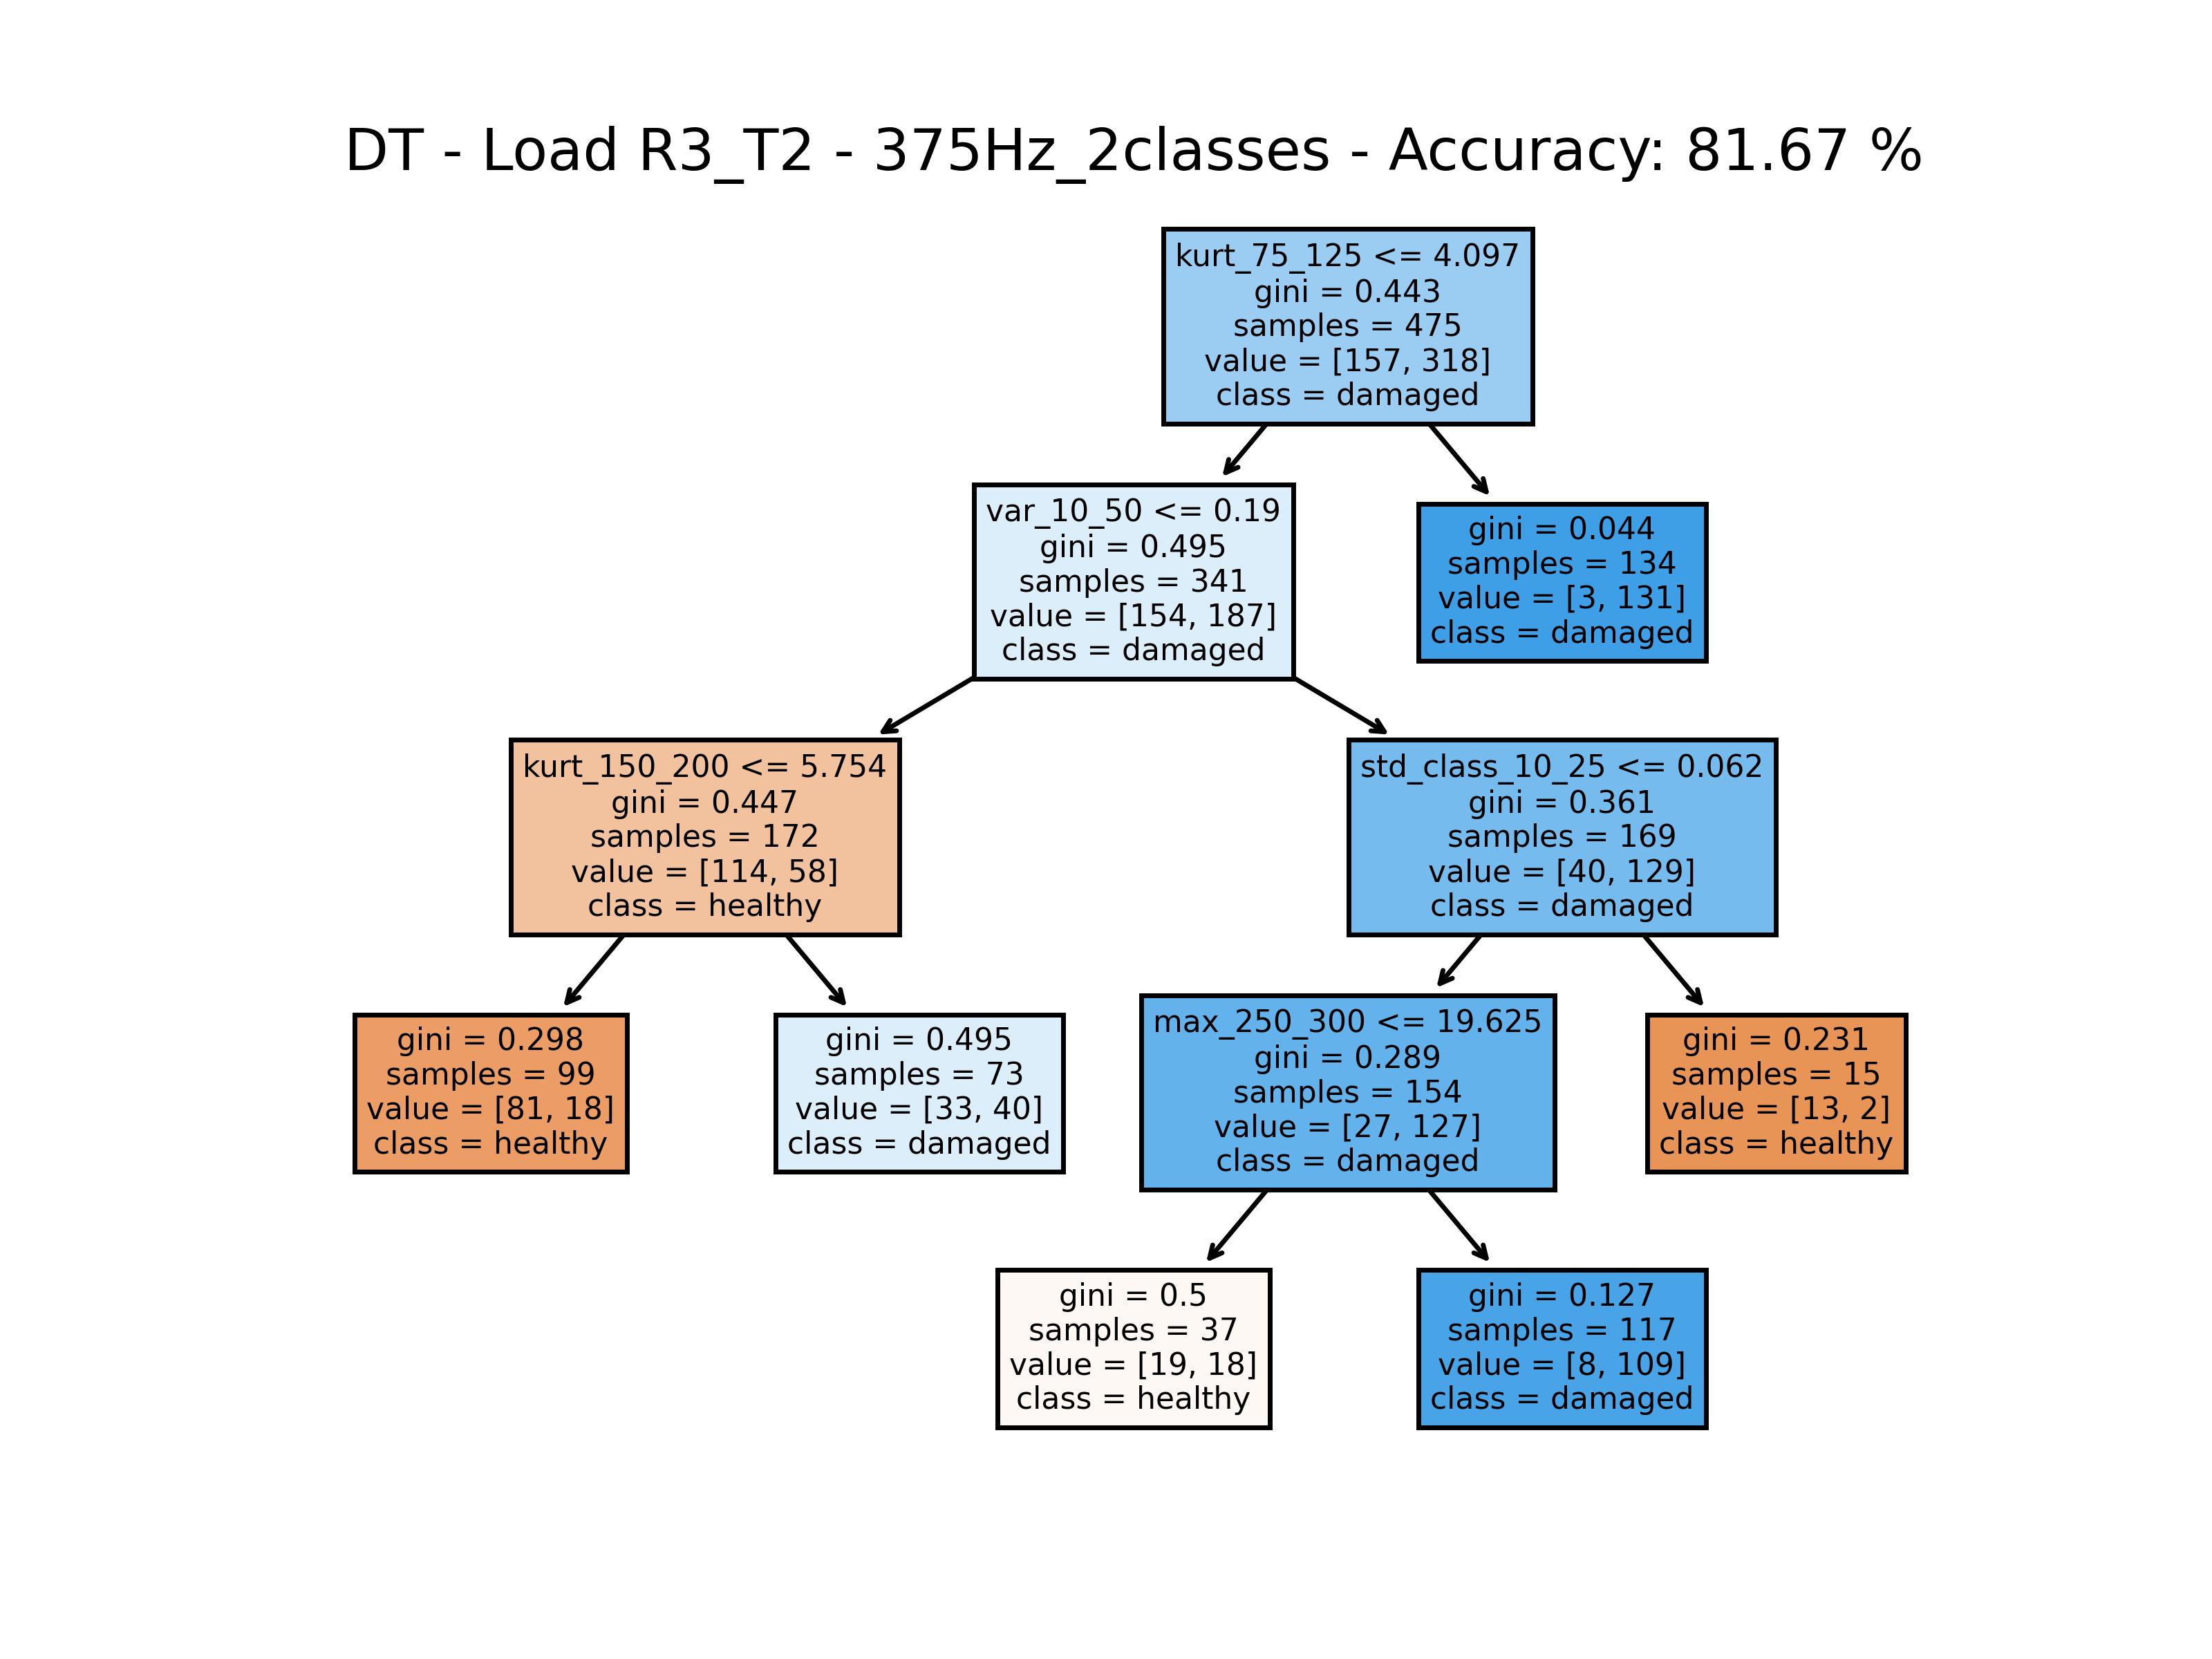 DT - Load R3_T2 - 375Hz_2classes - Accuracy: 81.67 %
kurt_75_125 <= 4.097
gini = 0.443
samples = 475
value = [157, 318]
class = damaged
var_10_50 <= 0.19
gini = 0.495
samples = 341
value = [154, 187]
class = damaged
gini = 0.044
samples = 134
value = [3, 131]
class = damaged
kurt_150_200 <= 5.754
gini = 0.447
samples = 172
value = [114, 58]
class = healthy
std_class_10_25 <= 0.062
gini = 0.361
samples = 169
value = [40, 129]
class = damaged
gini = 0.298
samples = 99
value = [81, 18]
class = healthy
gini = 0.495
samples = 73
value = [33, 40]
class = damaged
max_250_300 <= 19.625
gini = 0.289
samples = 154
value = [27, 127]
class = damaged
gini = 0.231
samples = 15
value = [13, 2]
class = healthy
gini = 0.5
samples = 37
value = [19, 18]
class = healthy
gini = 0.127
samples = 117
value = [8, 109]
class = damaged